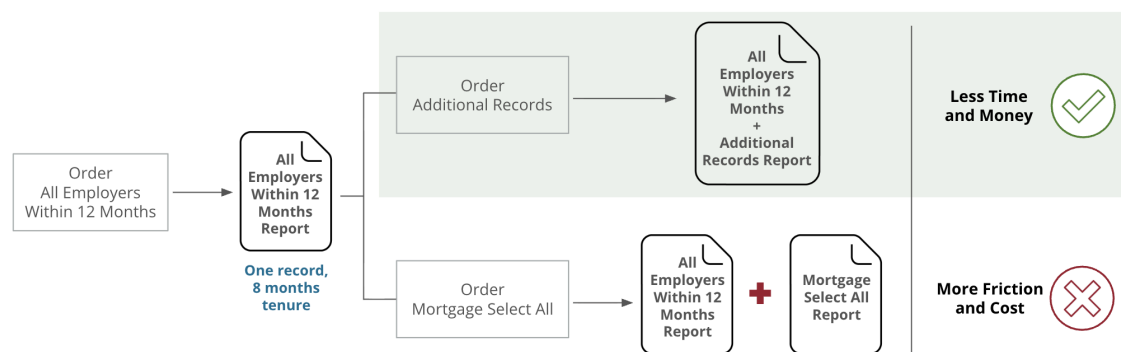 Order
All Employers
Within 12 Months
All
Employers
Within 12
Months
Report
One record,
8 months
tenure
Order
Additional Records
All
Employers
Within 12
Months
+
Additional
Records Report
Less Time
and Money
Order
Mortgage Select All
All
Employers
Within 12
Months
Report
Mortgage
Select All
Report
More Friction
and Cost